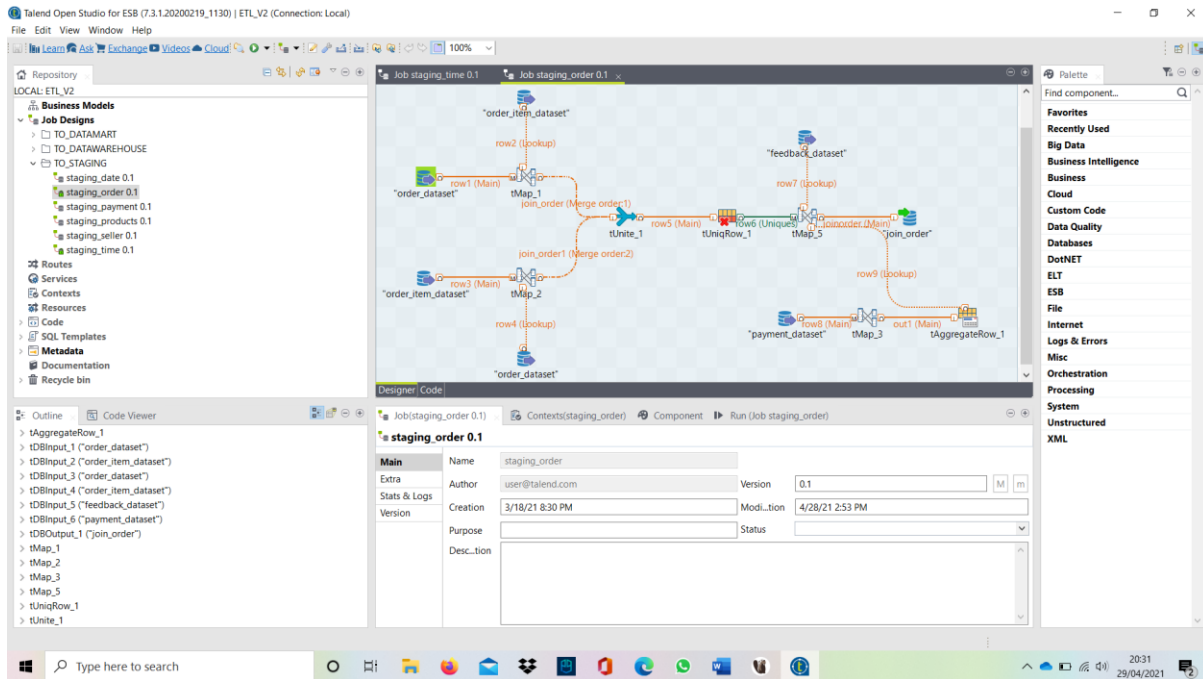 Talend Open Studio for ESB (7.3.1.20200219_1130) | ETL_V2 (Connection: Local)
File Edit View Window Help
Learn Ask Exchange Videos Cloud 100%
Repository
LOCAL: ETL_V2
Business Models
Job Designs
TO_DATAMART
TO_DATAWAREHOUSE
TO_STAGING
staging_date 0.1
staging_order 0.1
staging_payment 0.1
staging_products 0.1
staging_seller 0.1
staging_time 0.1
Routes
Services
Contexts
Resources
Code
SQL Templates
Metadata
Documentation
Recycle bin
Job staging_time 0.1 Job staging_order 0.1
"order_item_dataset"
row2 (Lookup)
"feedback_dataset"
row1 (Main)
row7 (Lookup)
"order_dataset" tMap_1
join_order (Merge order:1)
row5 (Main) row6 (Uniques) joinorder (Main)
tUnite_1 tUniqRow_1 tMap_5 "join_order"
join_order1 (Merge order:2)
row3 (Main) row9 (Lookup)
"order_item_dataset" tMap_2
row4 (Lookup) row8 (Main) out1 (Main)
"payment_dataset" tMap_3 tAggregateRow_1
"order_dataset"
Designer Code
Palette
Find component...
Favorites
Recently Used
Big Data
Business Intelligence
Business
Cloud
Custom Code
Data Quality
Databases
DotNET
ELT
ESB
File
Internet
Logs & Errors
Misc
Orchestration
Processing
System
Unstructured
XML
Outline Code Viewer
tAggregateRow_1
tDBInput_1 ("order_dataset")
tDBInput_2 ("order_item_dataset")
tDBInput_3 ("order_dataset")
tDBInput_4 ("order_item_dataset")
tDBInput_5 ("feedback_dataset")
tDBInput_6 ("payment_dataset")
tDBOutput_1 ("join_order")
tMap_1
tMap_2
tMap_3
tMap_5
tUniqRow_1
tUnite_1
Job(staging_order 0.1) Contexts(staging_order) Component Run (Job staging_order)
staging_order 0.1
Main
Extra
Stats & Logs
Version
Name staging_order
Author user@talend.com Version 0.1 M m
Creation 3/18/21 8:30 PM Modi...tion 4/28/21 2:53 PM
Purpose Status
Desc...tion
Type here to search
20:31
29/04/2021
2